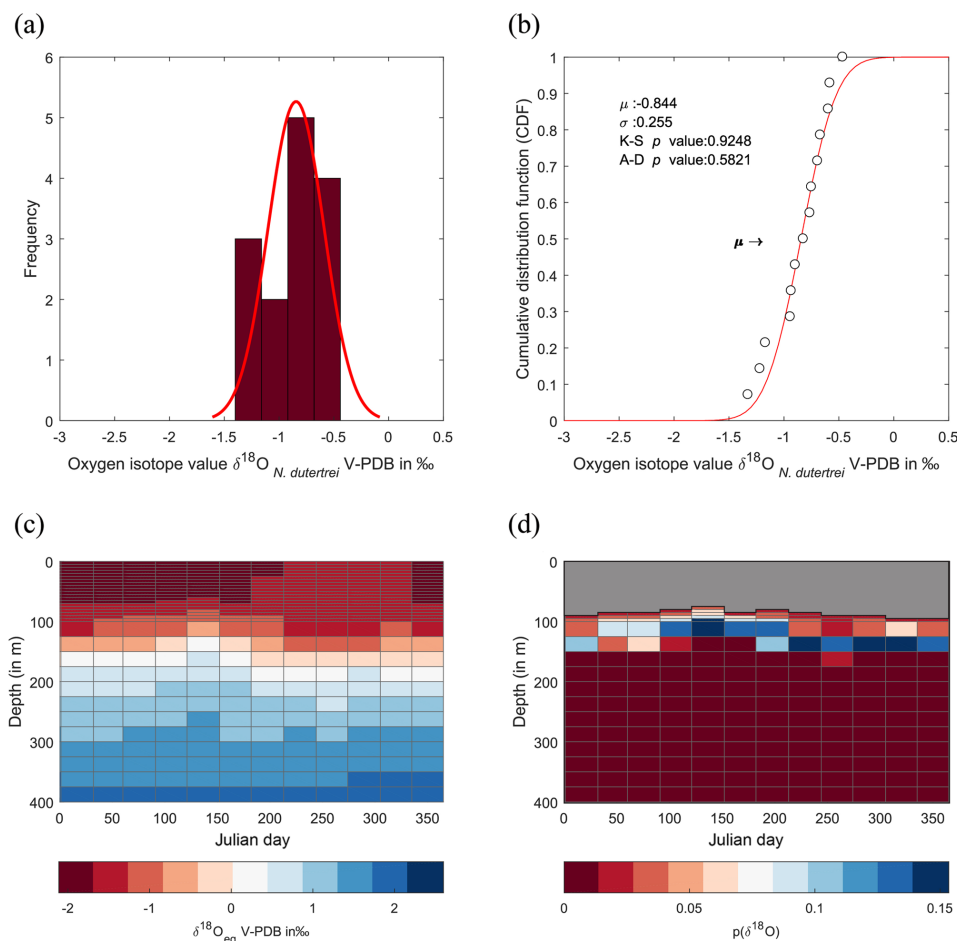 (a)
6
5
4
3
2
1
0
Frequency
-3 -2.5 -2 -1.5 -1 -0.5 0 0.5
Oxygen isotope value δ¹⁸O N. dutertrei V-PDB in ‰
(b)
1
0.9
0.8
0.7
0.6
0.5
0.4
0.3
0.2
0.1
0
Cumulative distribution function (CDF)
μ :-0.844
σ :0.255
K-S p value:0.9248
A-D p value:0.5821
μ →
-3 -2.5 -2 -1.5 -1 -0.5 0 0.5
Oxygen isotope value δ¹⁸O N. dutertrei V-PDB in ‰
(c)
0
100
200
300
400
Depth (in m)
0 50 100 150 200 250 300 350
Julian day
-2 -1 0 1 2
δ¹⁸Oeq V-PDB in‰
(d)
0
100
200
300
400
Depth (in m)
0 50 100 150 200 250 300 350
Julian day
0 0.05 0.1 0.15
p(δ¹⁸O)